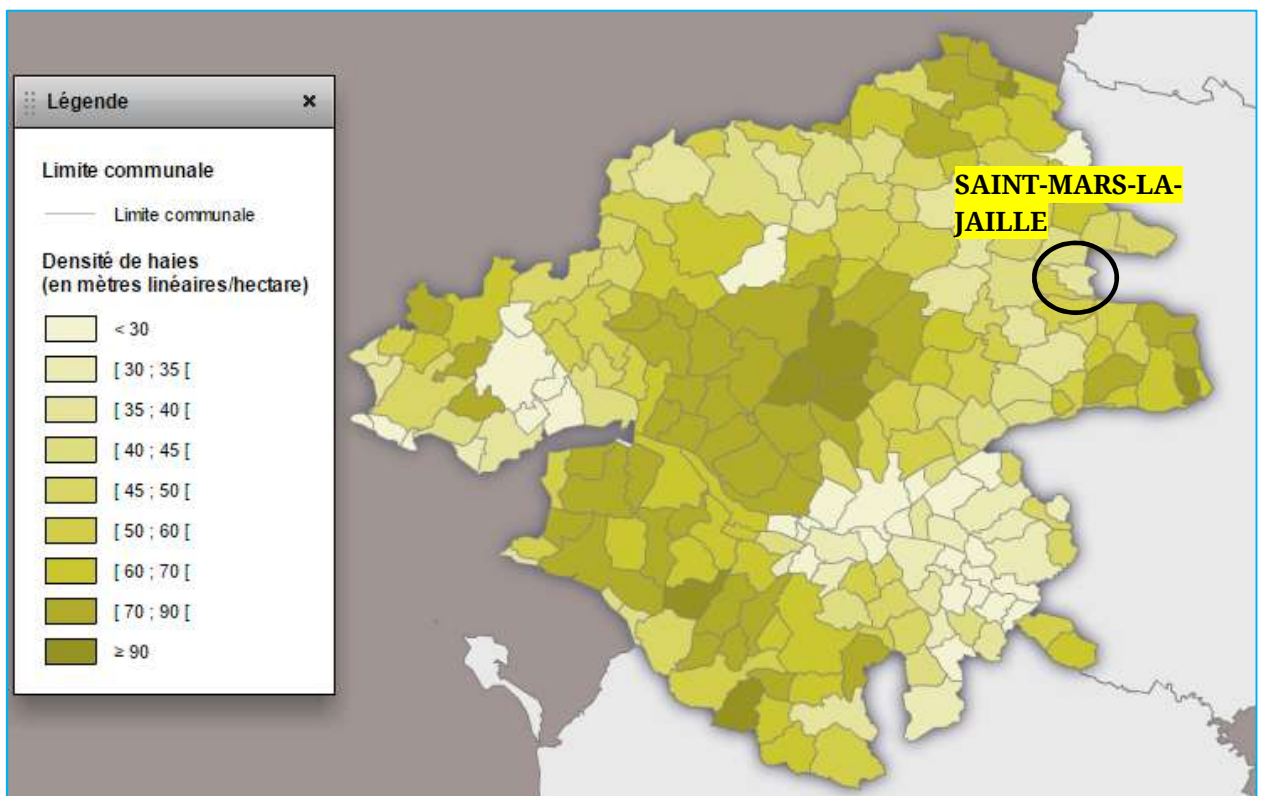 Légende ×
Limite communale
Limite communale
Densité de haies
(en mètres linéaires/hectare)
< 30
[ 30 ; 35 [
[ 35 ; 40 [
[ 40 ; 45 [
[ 45 ; 50 [
[ 50 ; 60 [
[ 60 ; 70 [
[ 70 ; 90 [
≥ 90
SAINT-MARS-LA-
JAILLE